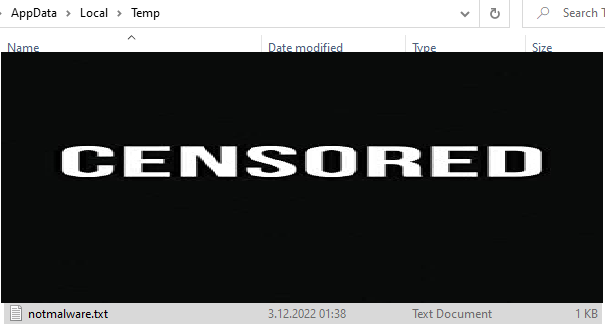 AppData > Local > Temp Search T
Name Date modified Type Size
CENSORED
notmalware.txt 3.12.2022 01:38 Text Document 1 KB